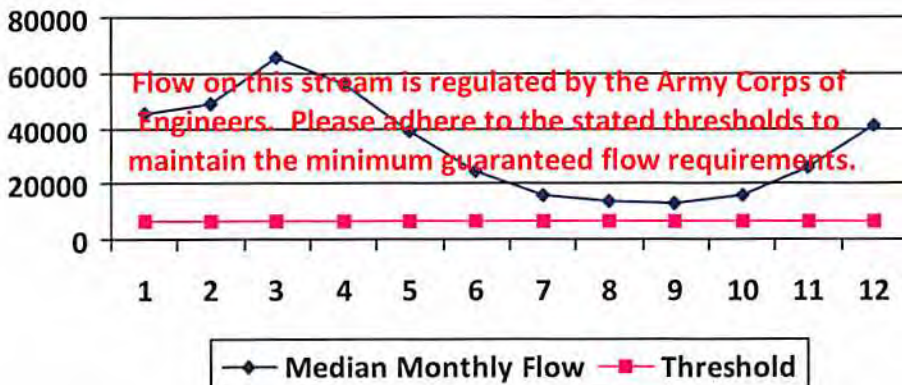 80000
60000
40000
20000
0
Flow on this stream is regulated by the Army Corps of
Engineers. Please adhere to the stated thresholds to
maintain the minimum guaranteed flow requirements.
1 2 3 4 5 6 7 8 9 10 11 12
Median Monthly Flow Threshold